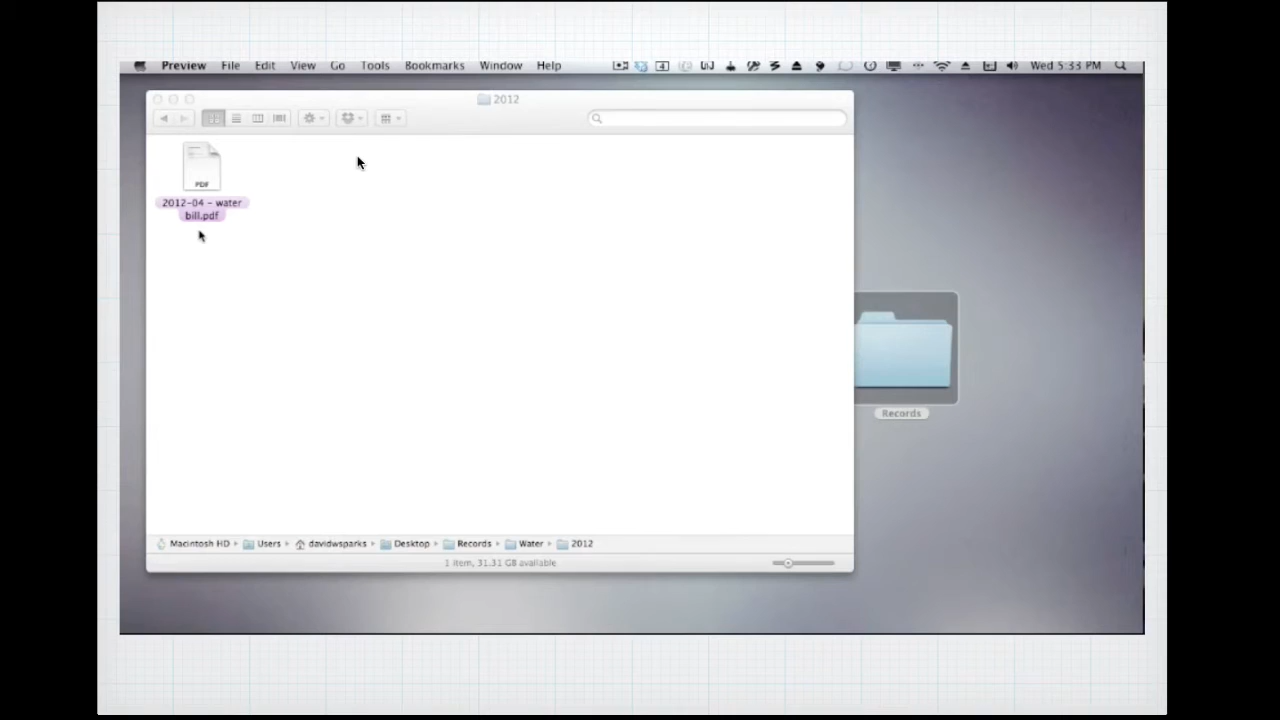 Preview File Edit View Go Tools Bookmarks Window Help 4 Wed 5:33 PM
2012
PDF
2012-04 - water
bill.pdf
Records
Macintosh HD Users davidwsparks Desktop Records Water 2012
1 item, 31.31 GB available